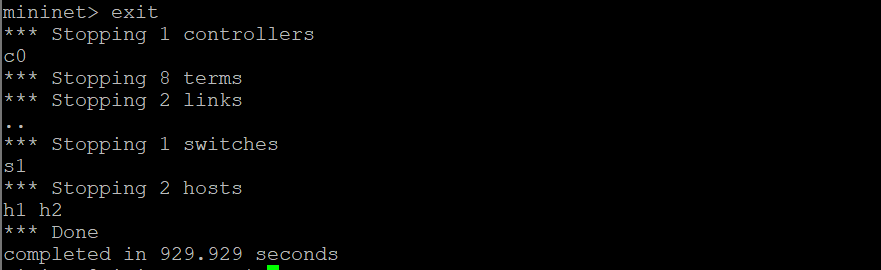 mininet> exit
*** Stopping 1 controllers
c0
*** Stopping 8 terms
*** Stopping 2 links
..
*** Stopping 1 switches
s1
*** Stopping 2 hosts
h1 h2
*** Done
completed in 929.929 seconds